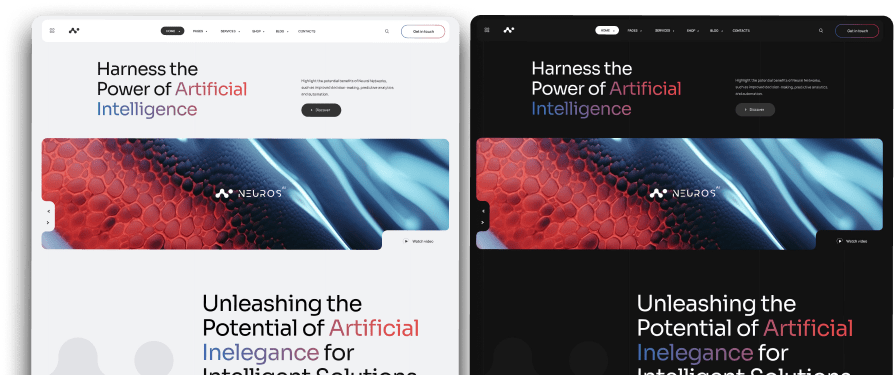 HOME
PAGES
SERVICES
SHOP
BLOG
CONTACTS
Get in touch
Harness the
Power of Artificial
Intelligence
Highlight the potential benefits of Neural Networks,
such as improved decision-making, predictive analytics,
and automation.
Discover
NEUROS
Watch video
Unleashing the
Potential of Artificial
Inelegance for
Intelligent Solutions
HOME
PAGES
SERVICES
SHOP
BLOG
CONTACTS
Get in touch
Harness the
Power of Artificial
Intelligence
Highlight the potential benefits of Neural Networks,
such as improved decision-making, predictive analytics,
and automation.
Discover
NEUROS
Watch video
Unleashing the
Potential of Artificial
Inelegance for
Intelligent Solutions